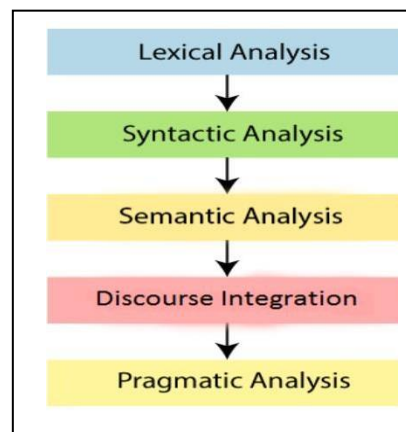 Lexical Analysis
Syntactic Analysis
Semantic Analysis
Discourse Integration
Pragmatic Analysis